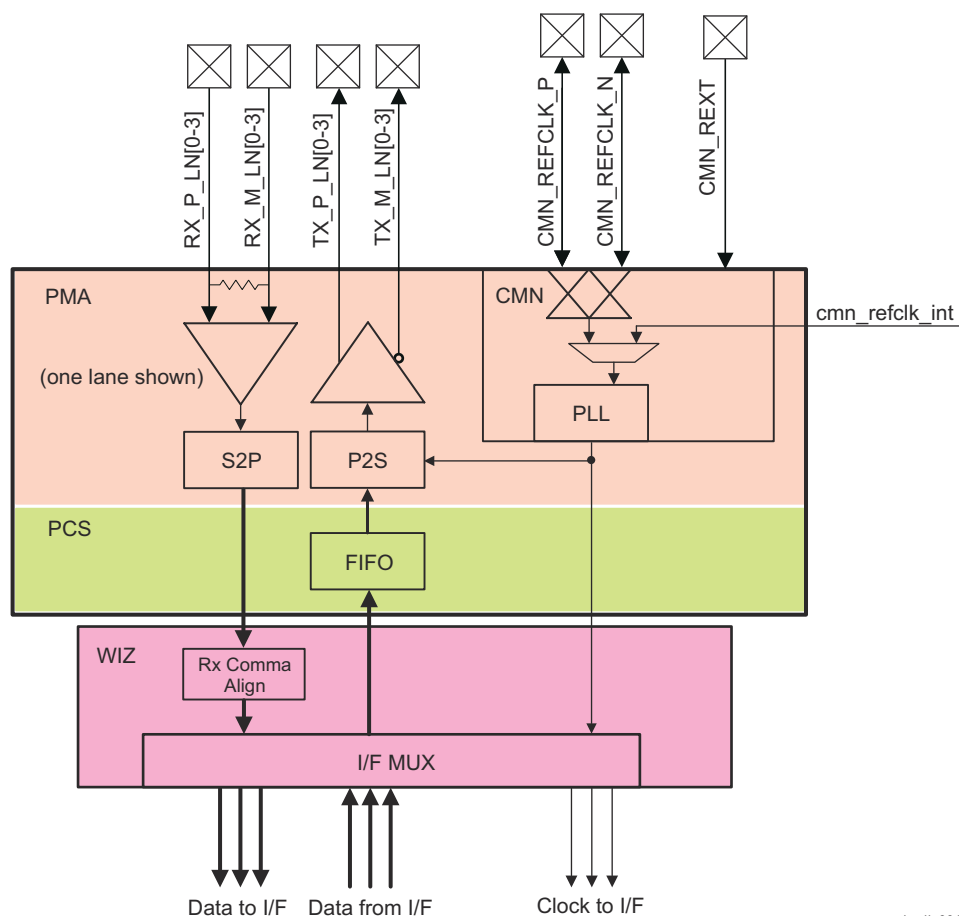 RX_P_LN[0-3]
RX_M_LN[0-3]
TX_P_LN[0-3]
TX_M_LN[0-3]
CMN_REFCLK_P
CMN_REFCLK_N
CMN_REXT
PMA
CMN
cmn_refclk_int
(one lane shown)
PLL
S2P
P2S
PCS
FIFO
WIZ
Rx Comma
Align
I/F MUX
Data to I/F
Data from I/F
Clock to I/F